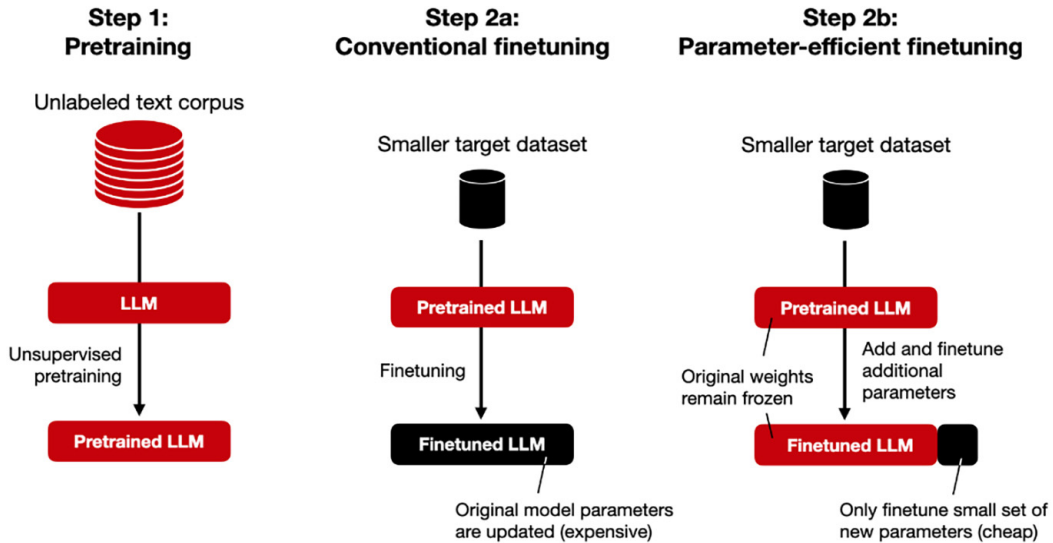 Step 1:
Pretraining
Unlabeled text corpus
LLM
Unsupervised
pretraining
Pretrained LLM
Step 2a:
Conventional finetuning
Smaller target dataset
Pretrained LLM
Finetuning
Finetuned LLM
Original model parameters
are updated (expensive)
Step 2b:
Parameter-efficient finetuning
Smaller target dataset
Pretrained LLM
Original weights
remain frozen
Add and finetune
additional
parameters
Finetuned LLM
Only finetune small set of
new parameters (cheap)